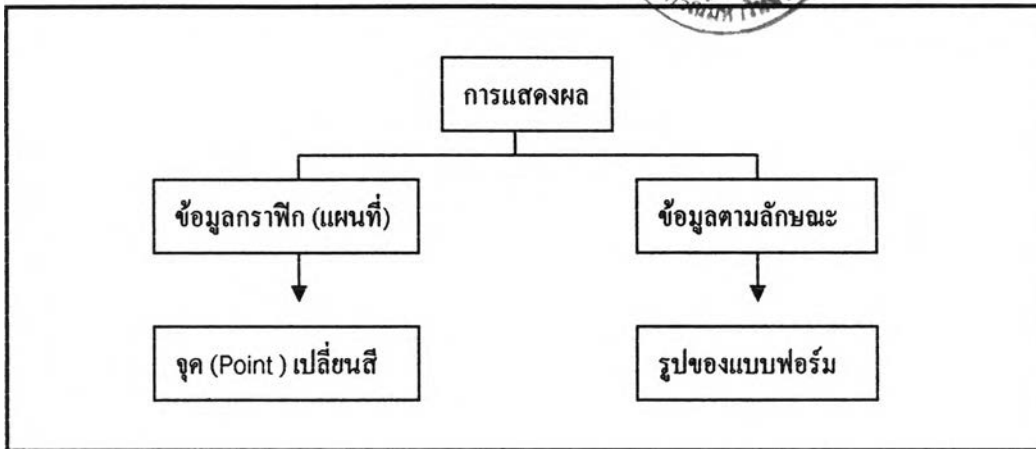 การแสดงผล
ข้อมูลกราฟิก (แผนที่)
ข้อมูลตามลักษณะ
จุด (Point ) เปลี่ยนสี
รูปของแบบฟอร์ม